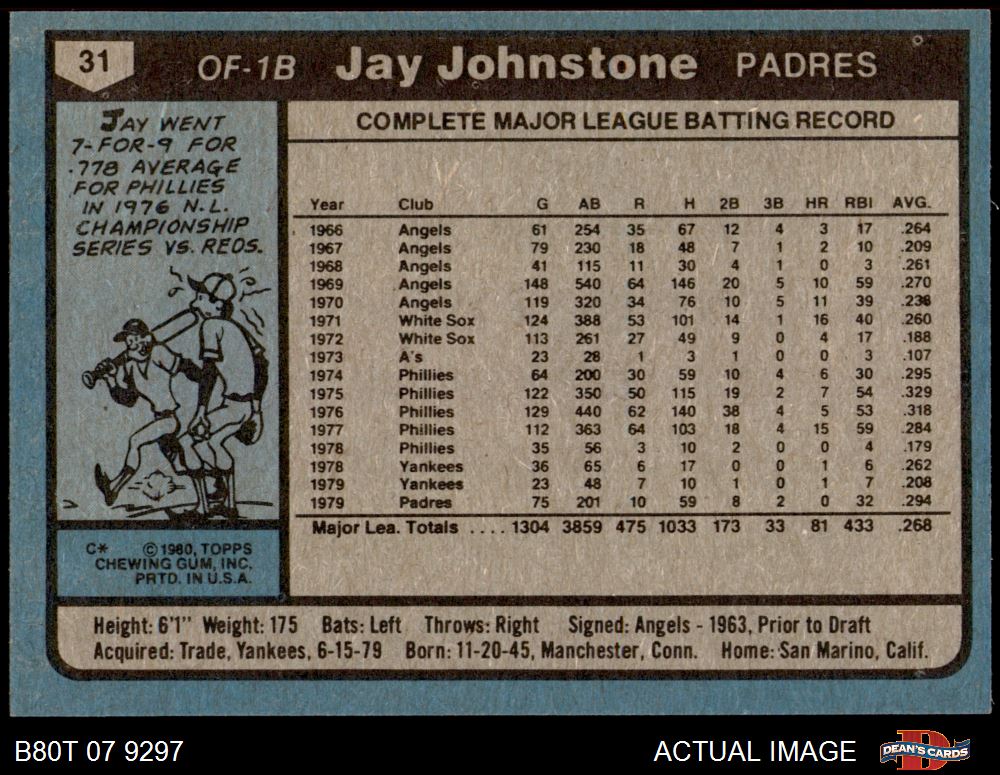 31 OF-1B Jay Johnstone PADRES
JAY WENT
7-FOR-9 FOR
.778 AVERAGE
FOR PHILLIES
IN 1976 N.L.
CHAMPIONSHIP
SERIES VS. REDS.
C* © 1980, TOPPS
CHEWING GUM, INC.
PRTD. IN U.S.A.
COMPLETE MAJOR LEAGUE BATTING RECORD
Year Club G AB R H 2B 3B HR RBI AVG.
1966 Angels 61 254 35 67 12 4 3 17 .264
1967 Angels 79 230 18 48 7 1 2 10 .209
1968 Angels 41 115 11 30 4 1 0 3 .261
1969 Angels 148 540 64 146 20 5 10 59 .270
1970 Angels 119 320 34 76 10 5 11 39 .238
1971 White Sox 124 388 53 101 14 1 16 40 .260
1972 White Sox 113 261 27 49 9 0 4 17 .188
1973 A's 23 28 1 3 1 0 0 3 .107
1974 Phillies 64 200 30 59 10 4 6 30 .295
1975 Phillies 122 350 50 115 19 2 7 54 .329
1976 Phillies 129 440 62 140 38 4 5 53 .318
1977 Phillies 112 363 64 103 18 4 15 59 .284
1978 Phillies 35 56 3 10 2 0 0 4 .179
1978 Yankees 36 65 6 17 0 0 1 6 .262
1979 Yankees 23 48 7 10 1 0 1 7 .208
1979 Padres 75 201 10 59 8 2 0 32 .294
Major Lea. Totals .... 1304 3859 475 1033 173 33 81 433 .268
Height: 6'1" Weight: 175 Bats: Left Throws: Right Signed: Angels - 1963, Prior to Draft
Acquired: Trade, Yankees, 6-15-79 Born: 11-20-45, Manchester, Conn. Home: San Marino, Calif.
B80T 07 9297 ACTUAL IMAGE DEAN'S CARDS